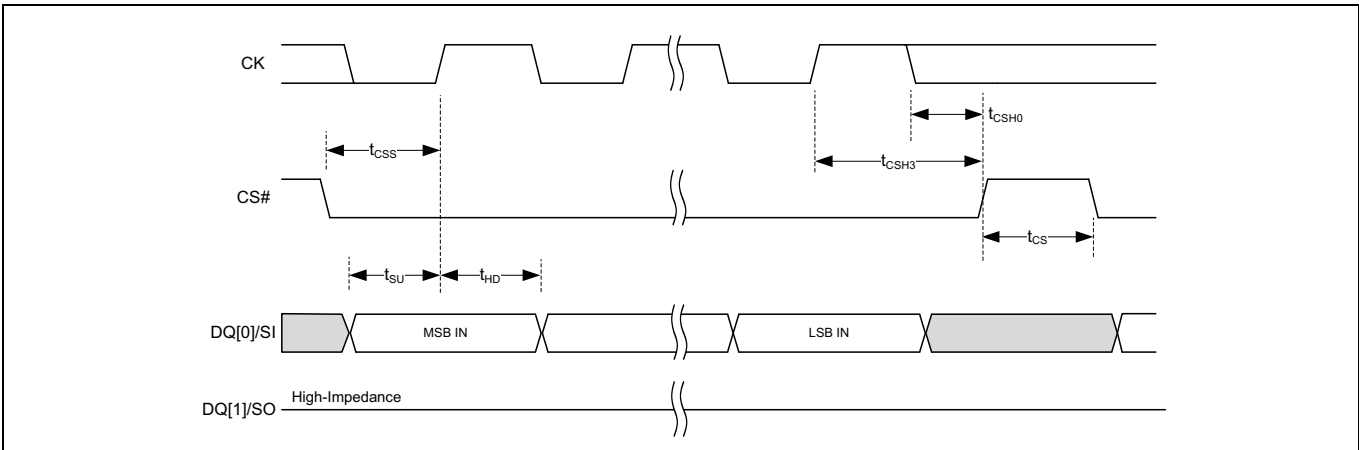 CK
tCSH0
tCSS
tCSH3
CS#
tCS
tSU
tHD
DQ[0]/SI
MSB IN
LSB IN
High-Impedance
DQ[1]/SO